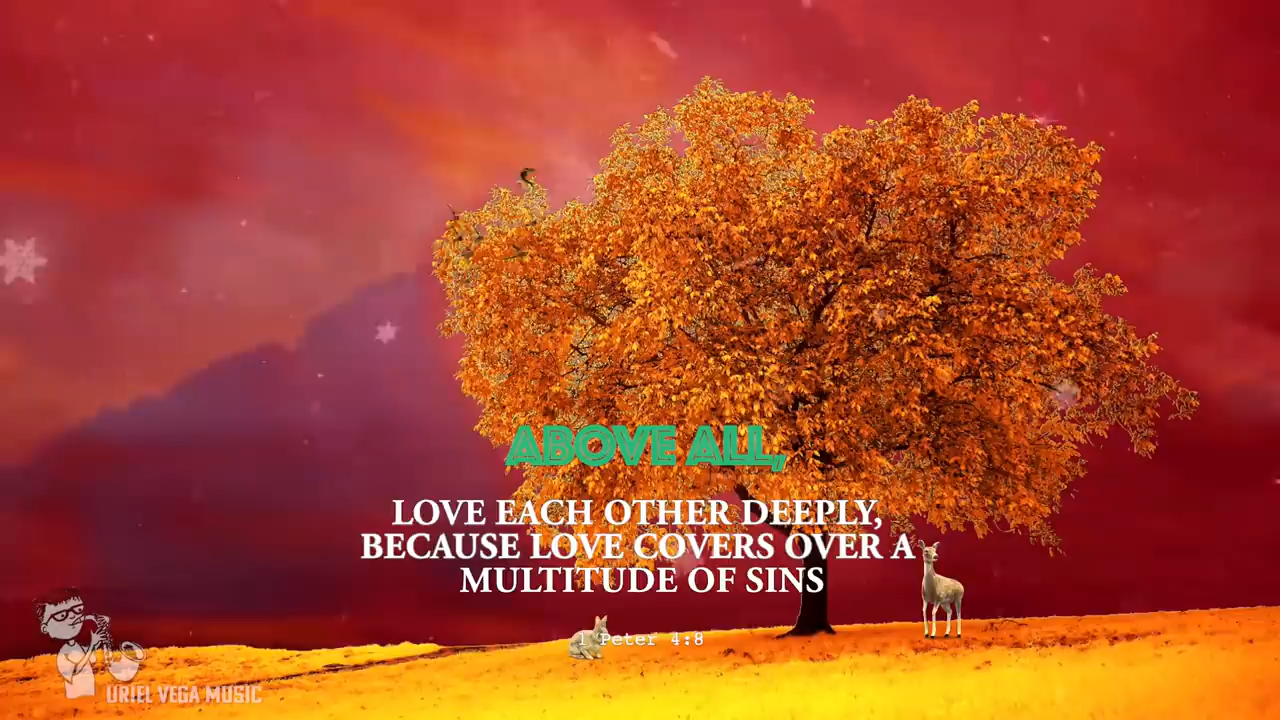 ABOVE ALL,
LOVE EACH OTHER DEEPLY,
BECAUSE LOVE COVERS OVER A
MULTITUDE OF SINS
1 Peter 4:8
URIEL VEGA MUSIC